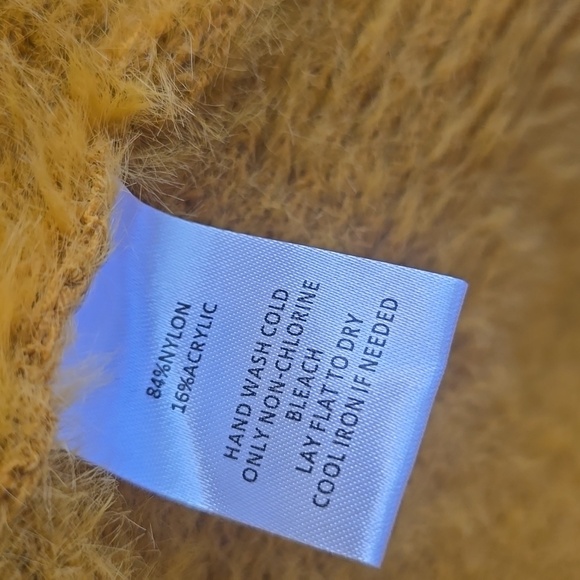 84%NYLON
16%ACRYLIC
HAND WASH COLD
ONLY NON-CHLORINE
BLEACH
LAY FLAT TO DRY
COOL IRON IF NEEDED